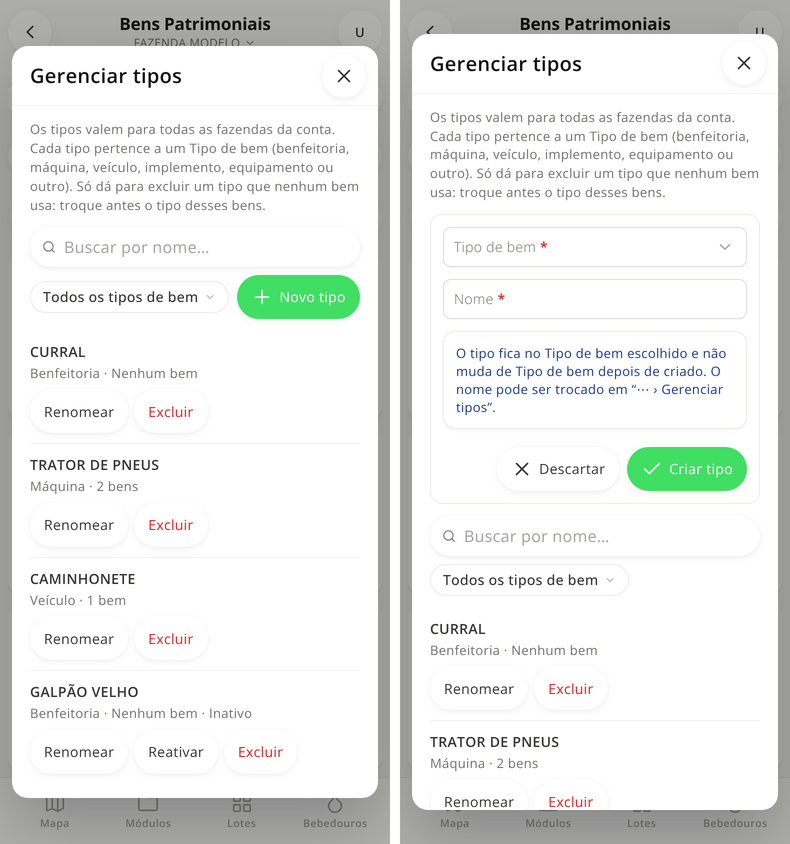 Bens Patrimoniais
U
FAZENDA MODELO
Gerenciar tipos
Os tipos valem para todas as fazendas da conta.
Cada tipo pertence a um Tipo de bem (benfeitoria,
máquina, veículo, implemento, equipamento ou
outro). Só dá para excluir um tipo que nenhum bem
usa: troque antes o tipo desses bens.
Buscar por nome...
Todos os tipos de bem
Novo tipo
CURRAL
Benfeitoria · Nenhum bem
Renomear
Excluir
TRATOR DE PNEUS
Máquina · 2 bens
Renomear
Excluir
CAMINHONETE
Veículo · 1 bem
Renomear
Excluir
GALPÃO VELHO
Benfeitoria · Nenhum bem · Inativo
Renomear
Reativar
Excluir
Mapa
Módulos
Lotes
Bebedouros
Bens Patrimoniais
U
Gerenciar tipos
Os tipos valem para todas as fazendas da conta.
Cada tipo pertence a um Tipo de bem (benfeitoria,
máquina, veículo, implemento, equipamento ou
outro). Só dá para excluir um tipo que nenhum bem
usa: troque antes o tipo desses bens.
Tipo de bem *
Nome *
O tipo fica no Tipo de bem escolhido e não
muda de Tipo de bem depois de criado. O
nome pode ser trocado em “⋯ › Gerenciar
tipos”.
Descartar
Criar tipo
Buscar por nome...
Todos os tipos de bem
CURRAL
Benfeitoria · Nenhum bem
Renomear
Excluir
TRATOR DE PNEUS
Máquina · 2 bens
Renomear
Excluir
Mapa
Módulos
Lotes
Bebedouros